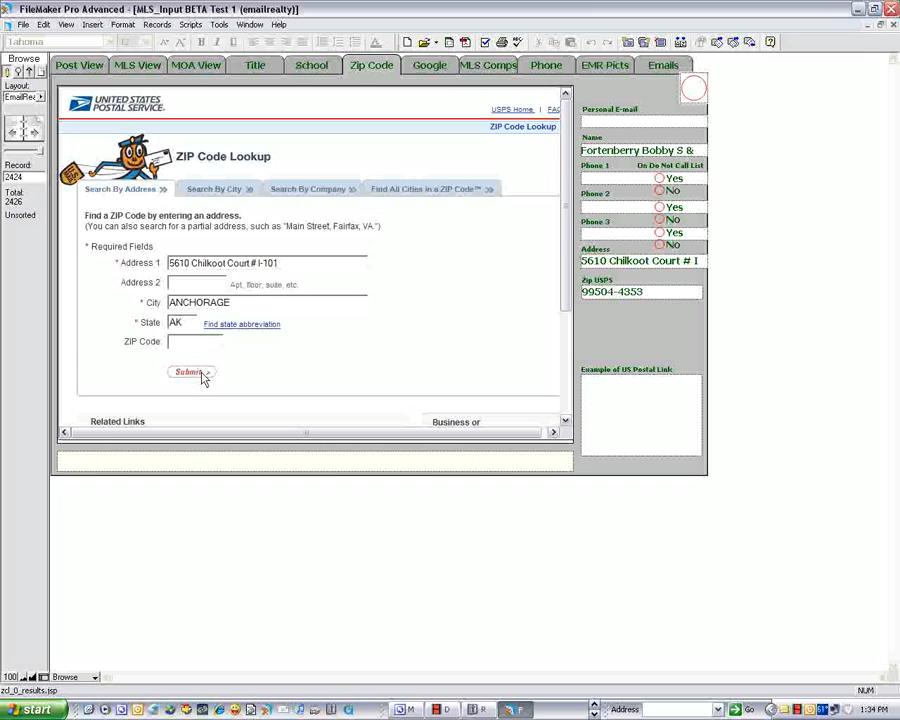 FileMaker Pro Advanced - [MLS_Input BETA Test 1 (emailrealty)]
File Edit View Insert Format Records Scripts Tools Window Help
Tahoma
Browse
Layout:
EmailRea
Record:
2424
Total:
2426
Unsorted
Post View MLS View MOA View Title School Zip Code Google MLS Comps Phone EMR Picts Emails
UNITED STATES
POSTAL SERVICE
USPS Home | FAQ
ZIP Code Lookup
ZIP Code Lookup
Search By Address >> Search By City >> Search By Company >> Find All Cities in a ZIP Code™ >>
Find a ZIP Code by entering an address.
(You can also search for a partial address, such as "Main Street, Fairfax, VA.")
* Required Fields
* Address 1 5610 Chilkoot Court # I-101
Address 2 Apt, floor, suite, etc.
* City ANCHORAGE
* State AK Find state abbreviation
ZIP Code
Submit >
Related Links Business or
Personal E-mail
Name
Fortenberry Bobby S &
Phone 1 On Do Not Call List
Yes
No
Phone 2
Yes
No
Phone 3
Yes
No
Address
5610 Chilkoot Court # I
Zip USPS
99504-4353
Example of US Postal Link
100 Browse
zcl_0_results.jsp NUM
start M D R F Address Go 61° 1:34 PM